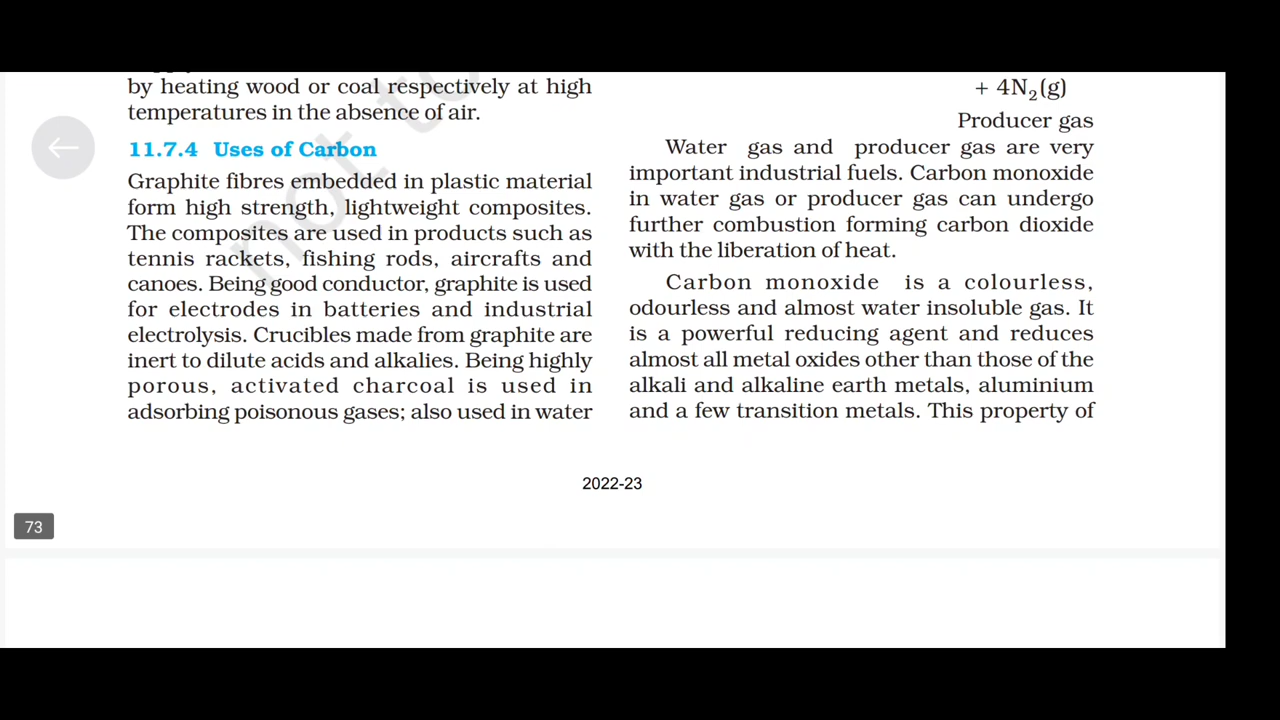 by heating wood or coal respectively at high
temperatures in the absence of air.
11.7.4 Uses of Carbon
Graphite fibres embedded in plastic material
form high strength, lightweight composites.
The composites are used in products such as
tennis rackets, fishing rods, aircrafts and
canoes. Being good conductor, graphite is used
for electrodes in batteries and industrial
electrolysis. Crucibles made from graphite are
inert to dilute acids and alkalies. Being highly
porous, activated charcoal is used in
adsorbing poisonous gases; also used in water
+ 4N₂(g)
Producer gas
Water gas and producer gas are very
important industrial fuels. Carbon monoxide
in water gas or producer gas can undergo
further combustion forming carbon dioxide
with the liberation of heat.
Carbon monoxide is a colourless,
odourless and almost water insoluble gas. It
is a powerful reducing agent and reduces
almost all metal oxides other than those of the
alkali and alkaline earth metals, aluminium
and a few transition metals. This property of
not to
2022-23
73